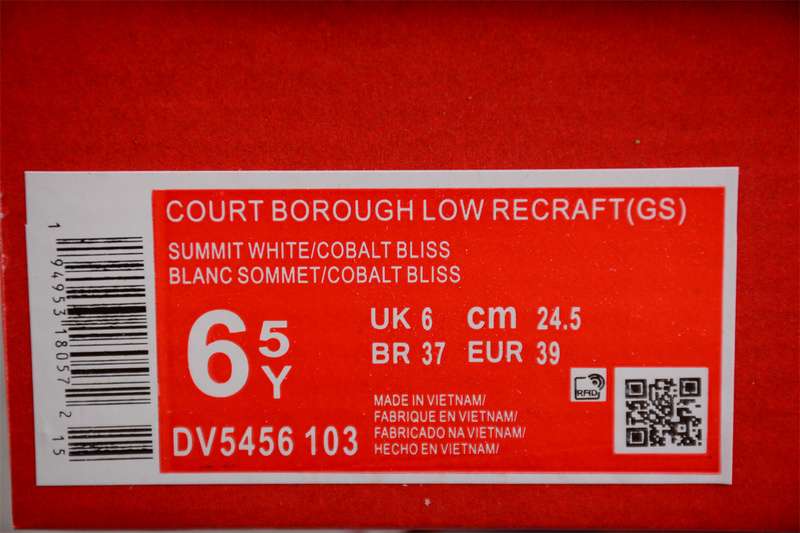 COURT BOROUGH LOW RECRAFT(GS)
SUMMIT WHITE/COBALT BLISS
BLANC SOMMET/COBALT BLISS
6 5 Y
UK 6 cm 24.5
BR 37 EUR 39
MADE IN VIETNAM/
FABRIQUE EN VIETNAM/
FABRICADO NA VIETNAM/
HECHO EN VIETNAM/
DV5456 103
RFID
1 94953 18057 2 15